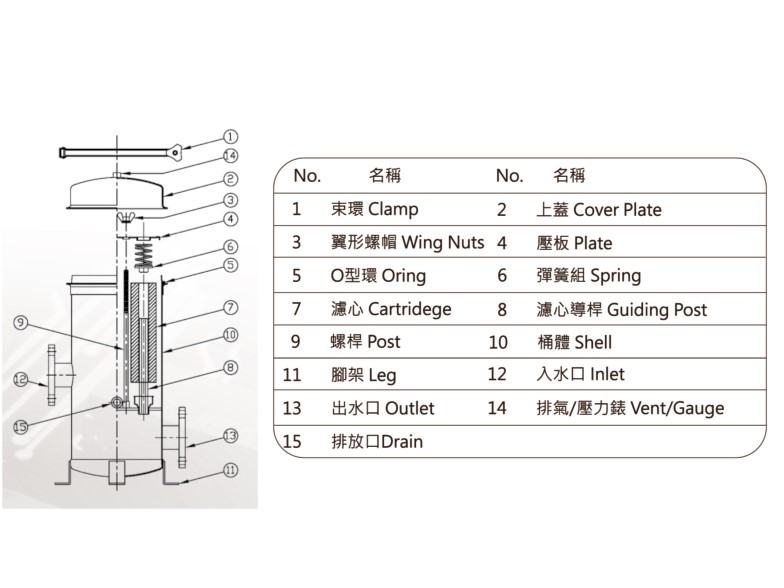 1
14
2
3
4
6
5
7
9
10
8
12
15
13
11
No. 名稱 No. 名稱
1 束環 Clamp 2 上蓋 Cover Plate
3 翼形螺帽 Wing Nuts 4 壓板 Plate
5 O型環 Oring 6 彈簧組 Spring
7 濾心 Cartridege 8 濾心導桿 Guiding Post
9 螺桿 Post 10 桶體 Shell
11 腳架 Leg 12 入水口 Inlet
13 出水口 Outlet 14 排氣/壓力錶 Vent/Gauge
15 排放口Drain